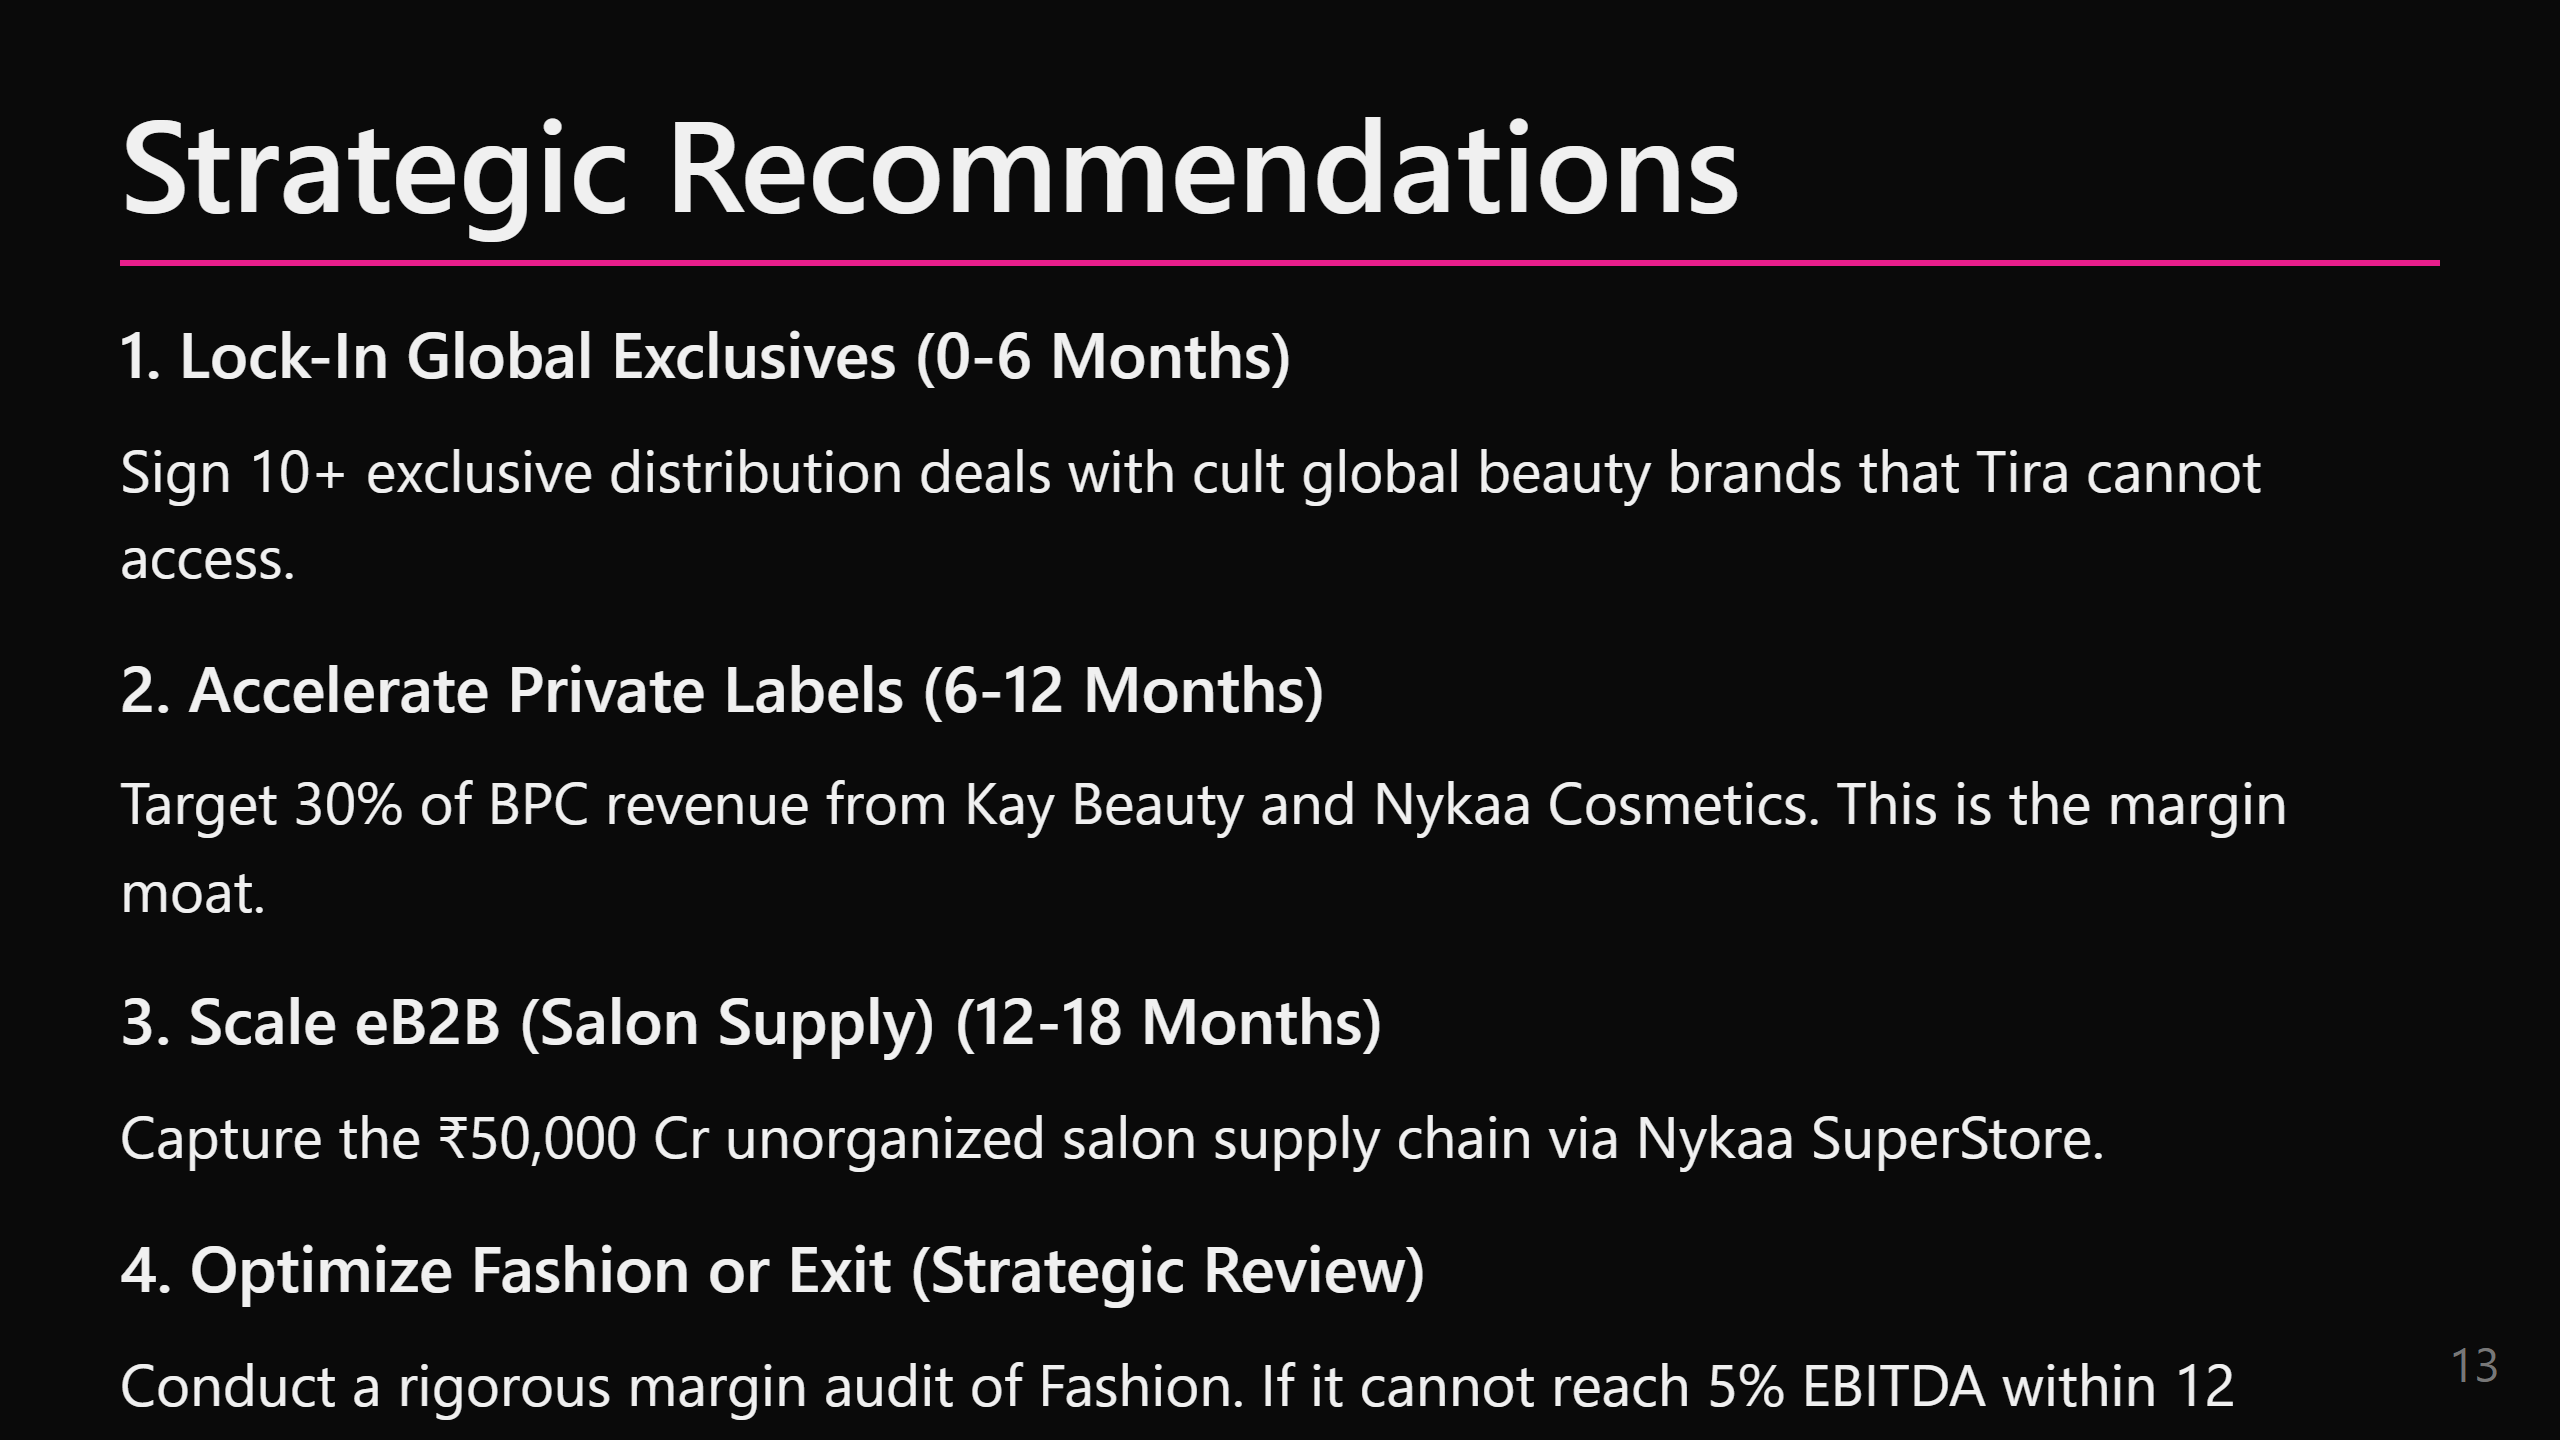 Strategic Recommendations
1. Lock-In Global Exclusives (0-6 Months)
Sign 10+ exclusive distribution deals with cult global beauty brands that Tira cannot
access.
2. Accelerate Private Labels (6-12 Months)
Target 30% of BPC revenue from Kay Beauty and Nykaa Cosmetics. This is the margin
moat.
3. Scale eB2B (Salon Supply) (12-18 Months)
Capture the ₹50,000 Cr unorganized salon supply chain via Nykaa SuperStore.
4. Optimize Fashion or Exit (Strategic Review)
Conduct a rigorous margin audit of Fashion. If it cannot reach 5% EBITDA within 12
13